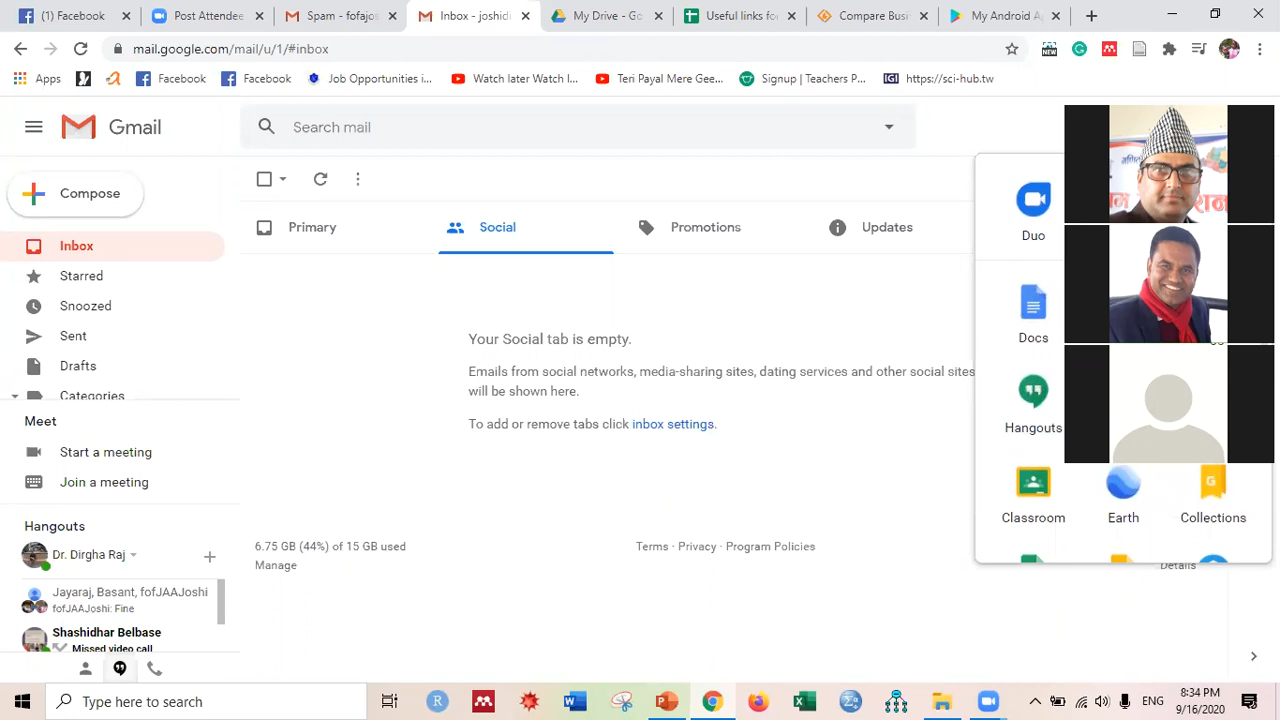 (1) Facebook
Post Attende
Spam - fofajos
Inbox - joshid
My Drive - Go
Useful links fo
Compare Busi
My Android Ap
mail.google.com/mail/u/1/#inbox
NEW
Apps
Facebook
Facebook
Job Opportunities i...
Watch later Watch l...
Teri Payal Mere Gee...
Signup | Teachers P...
IGI https://sci-hub.tw
Gmail
Search mail
Compose
Primary
Social
Promotions
Updates
Inbox
Starred
Snoozed
Sent
Drafts
Categories
Your Social tab is empty.
Emails from social networks, media-sharing sites, dating services and other social sites
will be shown here.
To add or remove tabs click inbox settings.
Duo
Docs
Hangouts
Classroom
Earth
Collections
Meet
Start a meeting
Join a meeting
Hangouts
Dr. Dirgha Raj
Jayaraj, Basant, fofJAAJoshi
fofJAAJoshi: Fine
Shashidhar Belbase
Missed video call
6.75 GB (44%) of 15 GB used
Manage
Terms · Privacy · Program Policies
Details
Type here to search
ENG
8:34 PM
9/16/2020